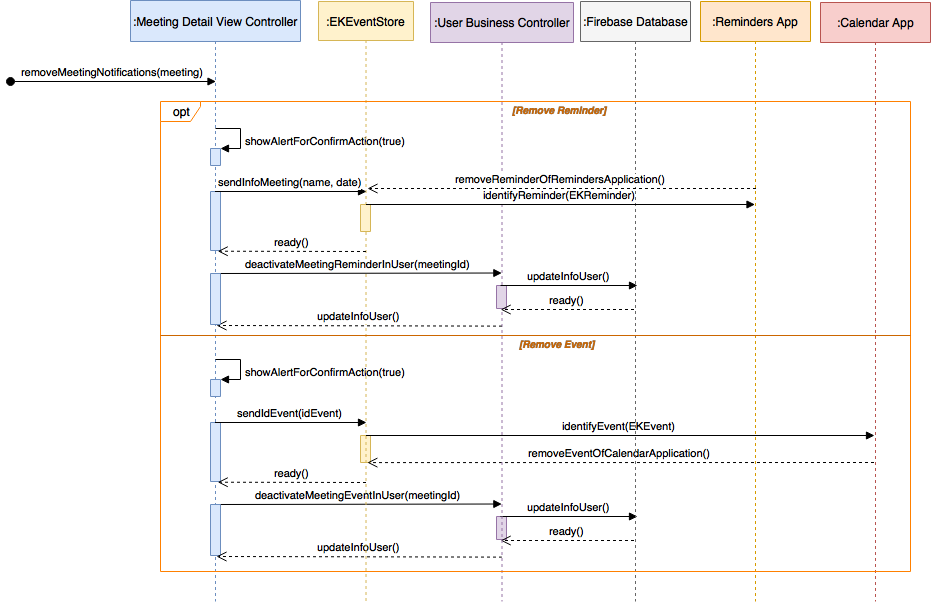 :Meeting Detail View Controller
:EKEventStore
:User Business Controller
:Firebase Database
:Reminders App
:Calendar App
removeMeetingNotifications(meeting)
opt
[Remove Reminder]
showAlertForConfirmAction(true)
sendInfoMeeting(name, date)
removeReminderOfRemindersApplication()
identifyReminder(EKReminder)
ready()
deactivateMeetingReminderInUser(meetingId)
updateInfoUser()
ready()
updateInfoUser()
[Remove Event]
showAlertForConfirmAction(true)
sendIdEvent(idEvent)
identifyEvent(EKEvent)
removeEventOfCalendarApplication()
ready()
deactivateMeetingEventInUser(meetingId)
updateInfoUser()
ready()
updateInfoUser()